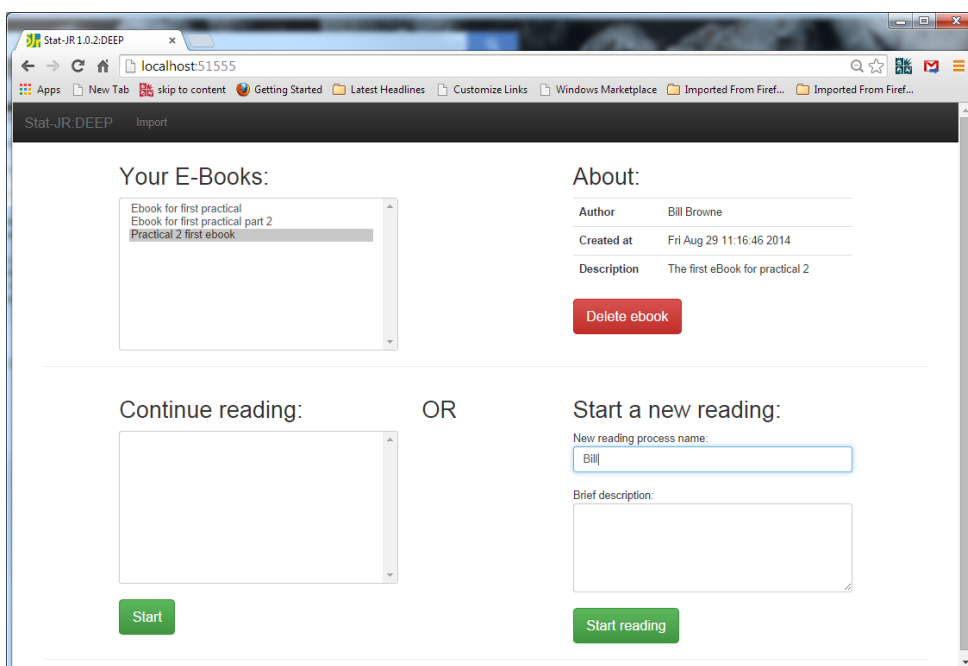 Stat-JR 1.0.2:DEEP
localhost:51555
Apps New Tab skip to content Getting Started Latest Headlines Customize Links Windows Marketplace Imported From Firef... Imported From Firef...
Stat-JR:DEEP Import
Your E-Books:
Ebook for first practical
Ebook for first practical part 2
Practical 2 first ebook
About:
Author Bill Browne
Created at Fri Aug 29 11:16:46 2014
Description The first eBook for practical 2
Delete ebook
Continue reading:
OR
Start a new reading:
New reading process name:
Bill
Brief description:
Start
Start reading